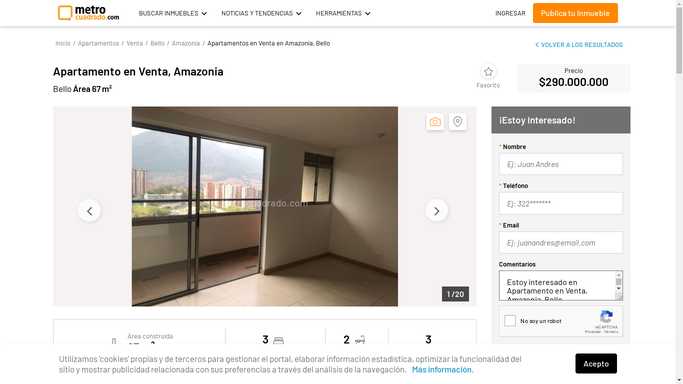 metro
cuadrado.com
BUSCAR INMUEBLES
NOTICIAS Y TENDENCIAS
HERRAMIENTAS
INGRESAR
Publica tu Inmueble
Inicio / Apartamentos / Venta / Bello / Amazonia / Apartamentos en Venta en Amazonia, Bello
VOLVER A LOS RESULTADOS
Apartamento en Venta, Amazonia
Bello Área 67 m²
Favorito
Precio
$290.000.000
1 / 20
¡Estoy Interesado!
* Nombre
Ej: Juan Andres
* Teléfono
Ej: 322*******
* Email
Ej: juanandres@email.com
Comentarios
Estoy interesado en
Apartamento en Venta,
Amazonia, Bello
No soy un robot
reCAPTCHA
Privacidad - Términos
Área construida
3
2
3
Utilizamos 'cookies' propias y de terceros para gestionar el portal, elaborar información estadística, optimizar la funcionalidad del
sitio y mostrar publicidad relacionada con sus preferencias a través del análisis de la navegación. Más información.
Acepto